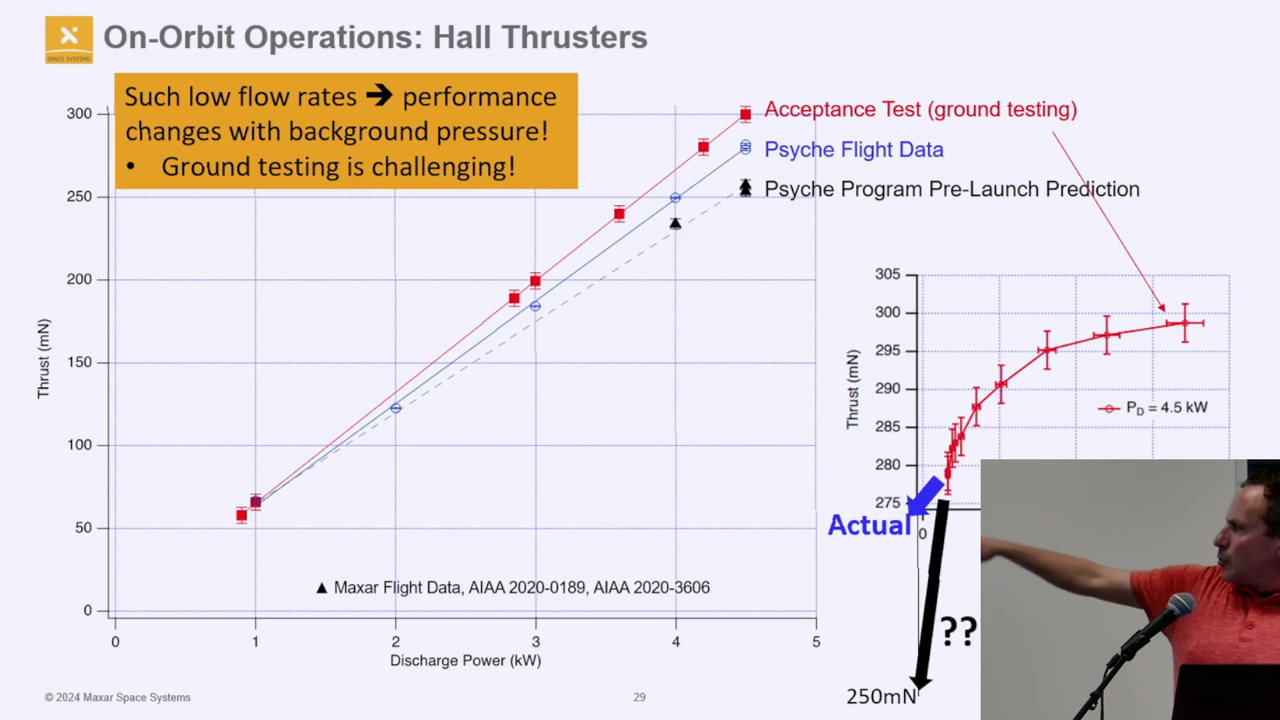 SPACE SYSTEMS
On-Orbit Operations: Hall Thrusters
Such low flow rates ➔ performance
changes with background pressure!
• Ground testing is challenging!
Acceptance Test (ground testing)
Psyche Flight Data
Psyche Program Pre-Launch Prediction
300
250
200
150
100
50
0
Thrust (mN)
0 1 2 3 4 5
Discharge Power (kW)
▲ Maxar Flight Data, AIAA 2020-0189, AIAA 2020-3606
305
300
295
290
285
280
275
Thrust (mN)
P_D = 4.5 kW
Actual
0
??
250mN
© 2024 Maxar Space Systems
29